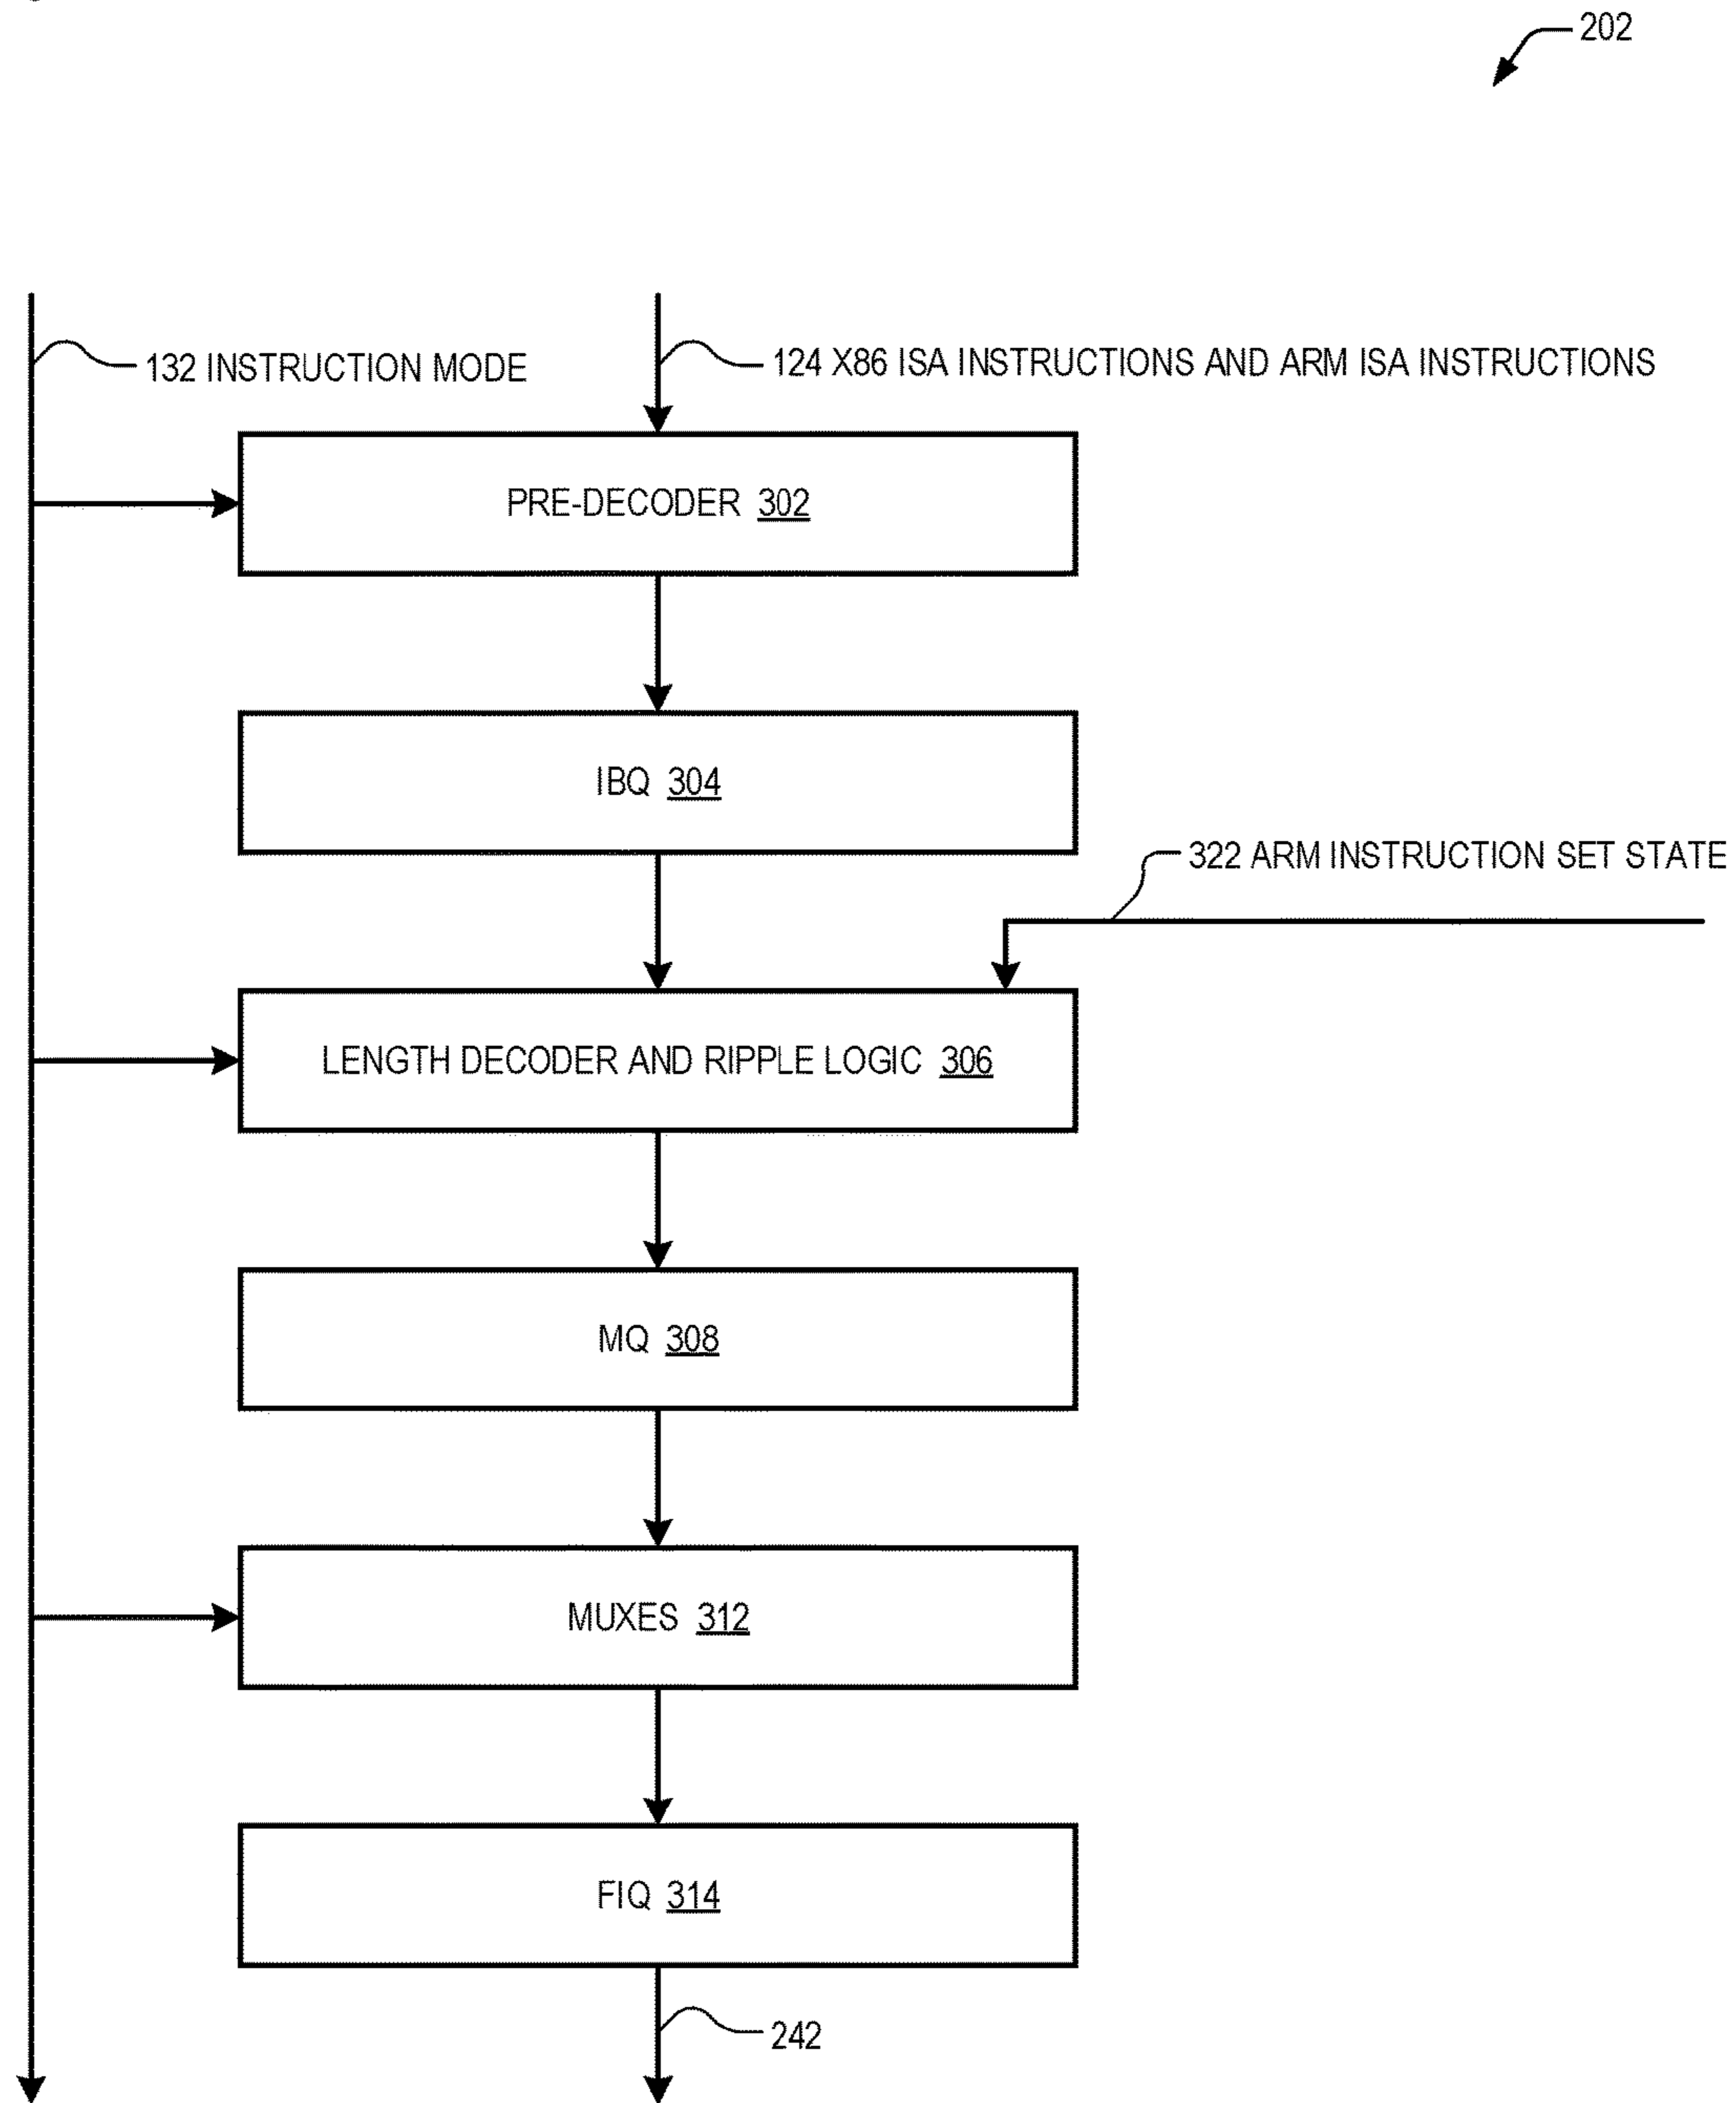 202
132 INSTRUCTION MODE
124 X86 ISA INSTRUCTIONS AND ARM ISA INSTRUCTIONS
PRE-DECODER 302
IBQ 304
322 ARM INSTRUCTION SET STATE
LENGTH DECODER AND RIPPLE LOGIC 306
MQ 308
MUXES 312
FIQ 314
242